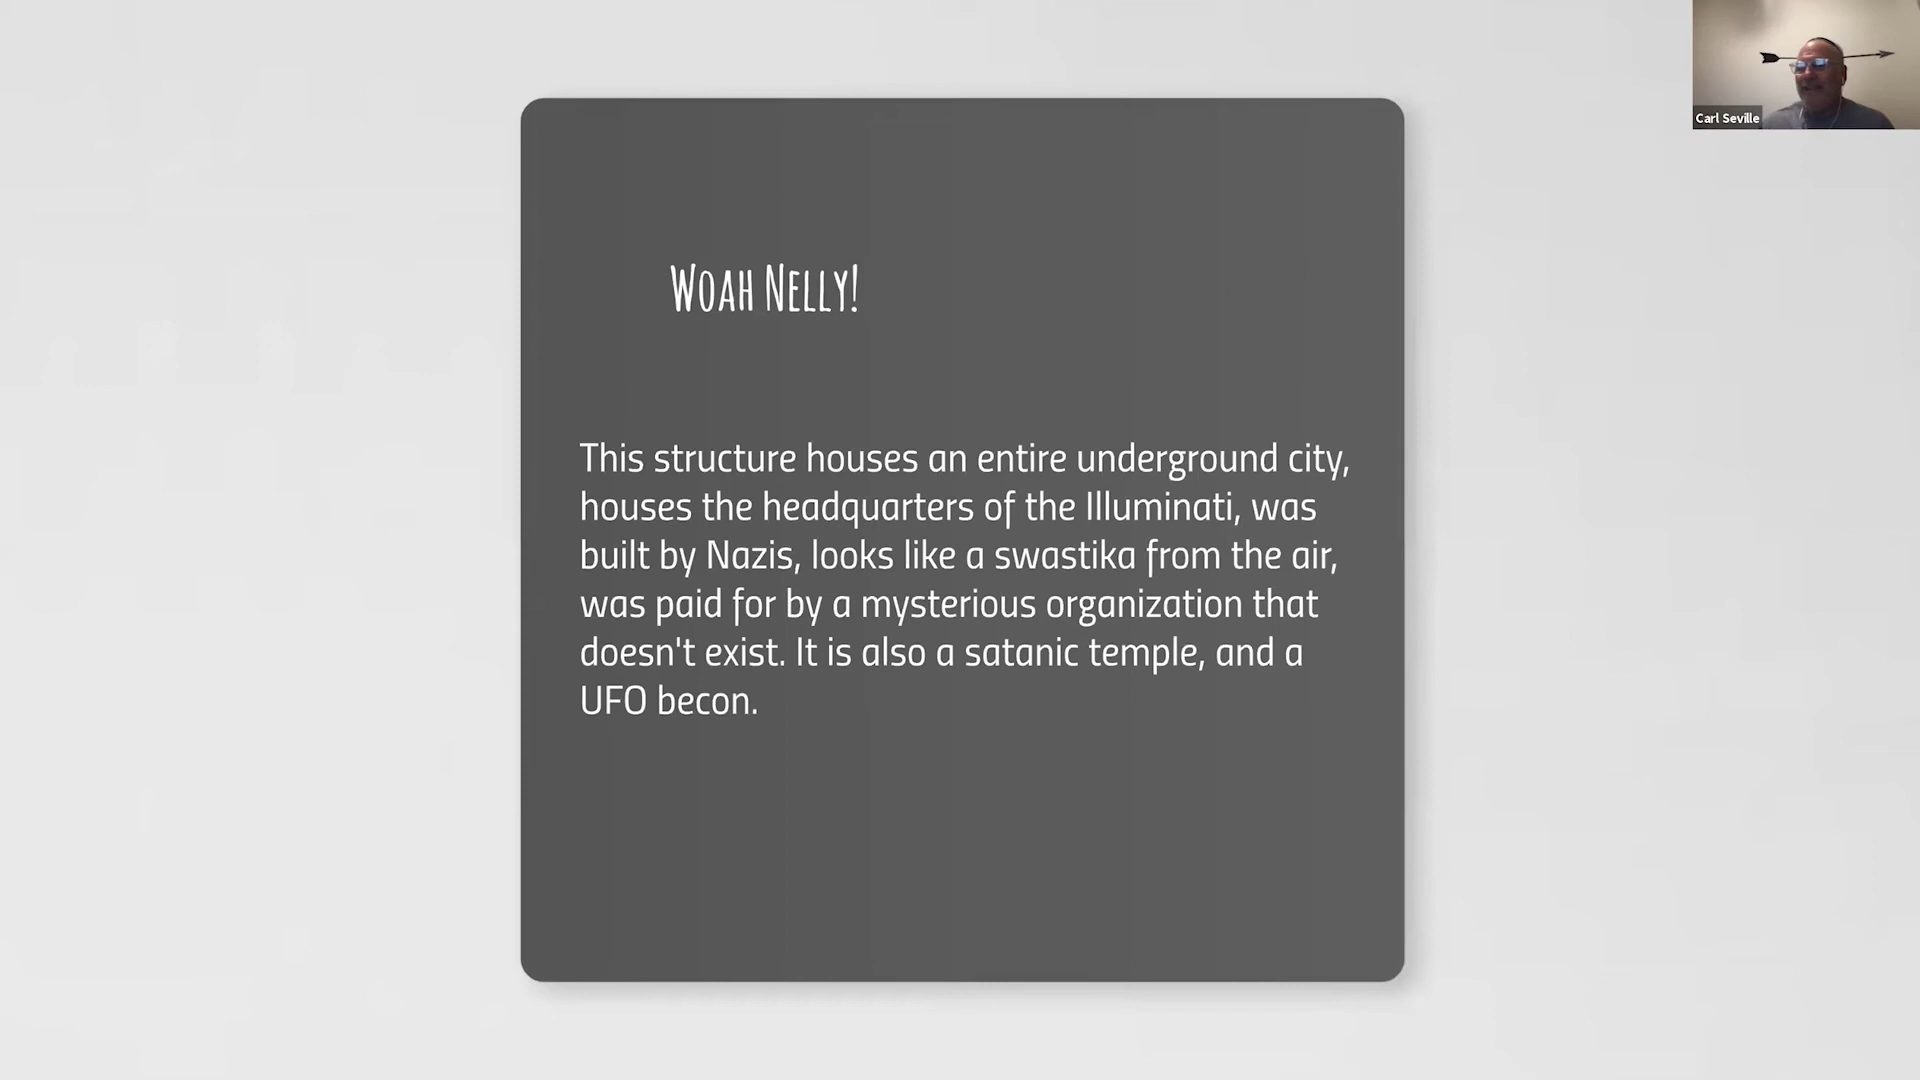 Carl Seville
WOAH NELLY!
This structure houses an entire underground city,
houses the headquarters of the Illuminati, was
built by Nazis, looks like a swastika from the air,
was paid for by a mysterious organization that
doesn't exist. It is also a satanic temple, and a
UFO becon.